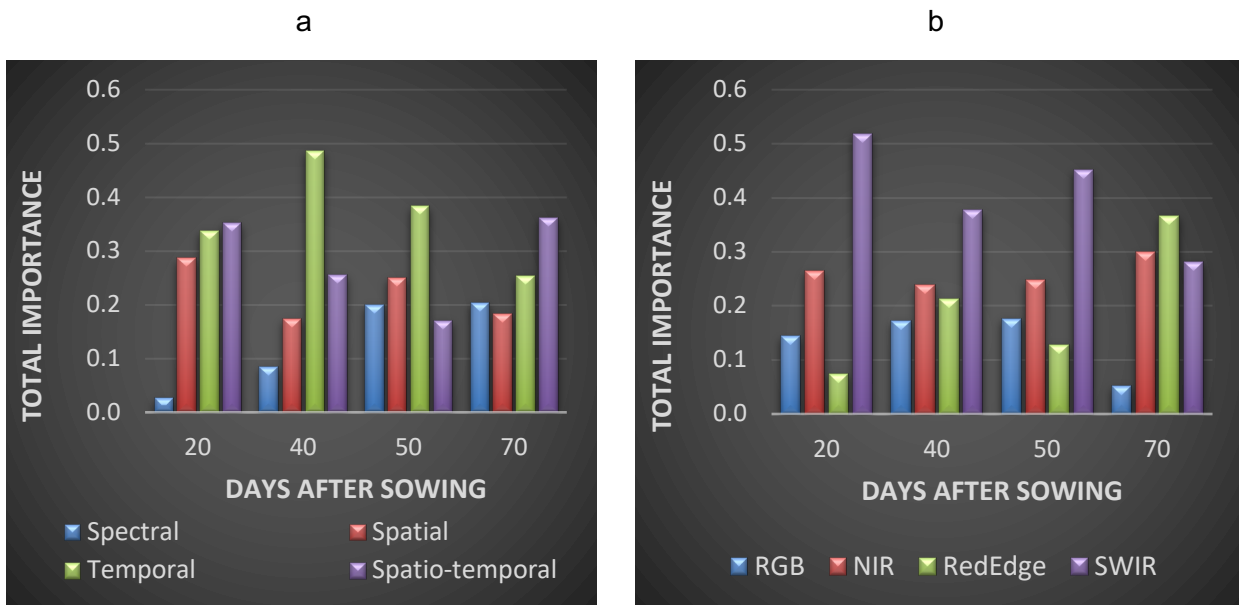 a
TOTAL IMPORTANCE
0.6
0.5
0.4
0.3
0.2
0.1
0.0
20 40 50 70
DAYS AFTER SOWING
Spectral Spatial
Temporal Spatio-temporal
b
TOTAL IMPORTANCE
0.6
0.5
0.4
0.3
0.2
0.1
0.0
20 40 50 70
DAYS AFTER SOWING
RGB NIR RedEdge SWIR